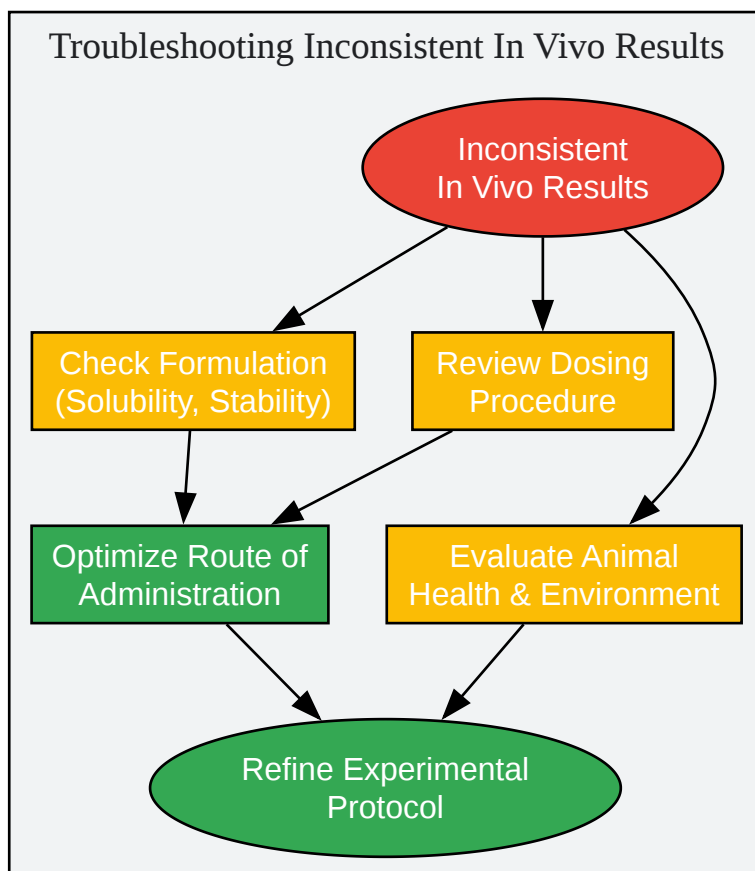 Troubleshooting Inconsistent In Vivo Results
Inconsistent
In Vivo Results
Check Formulation
(Solubility, Stability)
Review Dosing
Procedure
Optimize Route of
Administration
Evaluate Animal
Health & Environment
Refine Experimental
Protocol